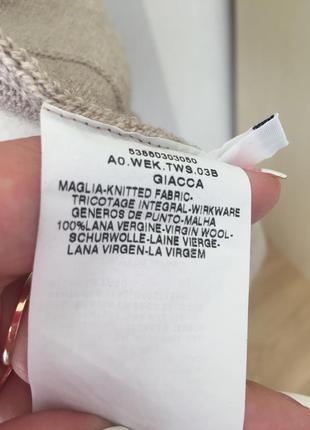 53860303050
A0.WEK.TWS.03B
GIACCA
MAGLIA-KNITTED FABRIC-
TRICOTAGE INTEGRAL-WIRKWARE
GENEROS DE PUNTO-MALHA
100%LANA VERGINE-VIRGIN WOOL-
SCHURWOLLE-LAINE VIERGE-
LANA VIRGEN-LA VIRGEM